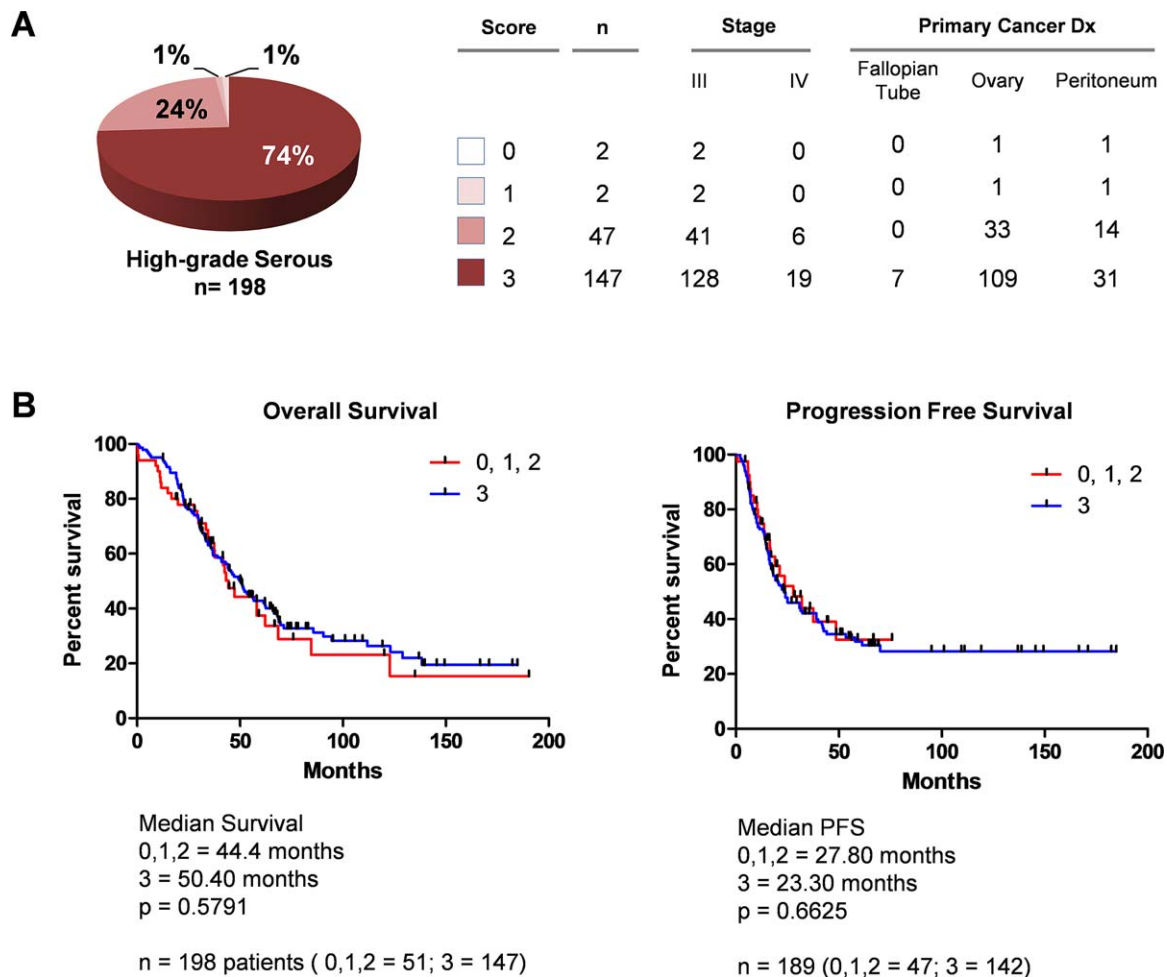 A
1%
1%
24%
74%
High-grade Serous
n= 198
Score n Stage Primary Cancer Dx
III IV Fallopian Tube Ovary Peritoneum
0 2 2 0 0 1 1
1 2 2 0 0 1 1
2 47 41 6 0 33 14
3 147 128 19 7 109 31
B
Overall Survival
100
80
60
40
20
0
Percent survival
0, 1, 2
3
0 50 100 150 200
Months
Median Survival
0,1,2 = 44.4 months
3 = 50.40 months
p = 0.5791
n = 198 patients ( 0,1,2 = 51; 3 = 147)
Progression Free Survival
100
80
60
40
20
0
Percent survival
0, 1, 2
3
0 50 100 150 200
Months
Median PFS
0,1,2 = 27.80 months
3 = 23.30 months
p = 0.6625
n = 189 (0,1,2 = 47; 3 = 142)